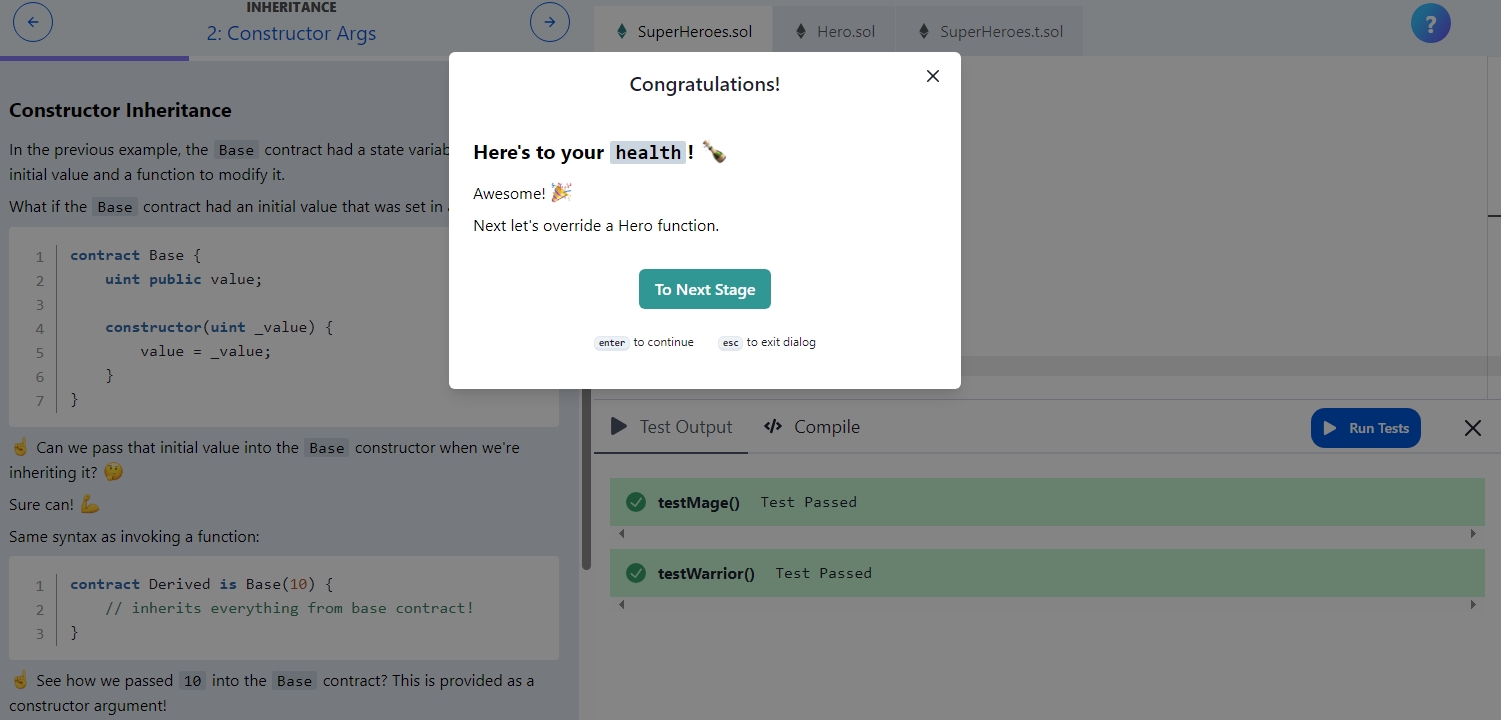 INHERITANCE
2: Constructor Args
SuperHeroes.sol
Hero.sol
SuperHeroes.t.sol
?
Constructor Inheritance
In the previous example, the Base contract had a state variab
initial value and a function to modify it.
What if the Base contract had an initial value that was set in
1 contract Base {
2 uint public value;
3
4 constructor(uint _value) {
5 value = _value;
6 }
7 }
☝️ Can we pass that initial value into the Base constructor when we're
inheriting it? 🤔
Sure can! 💪
Same syntax as invoking a function:
1 contract Derived is Base(10) {
2 // inherits everything from base contract!
3 }
☝️ See how we passed 10 into the Base contract? This is provided as a
constructor argument!
Congratulations!
Here's to your health! 🍾
Awesome! 🎉
Next let's override a Hero function.
To Next Stage
enter to continue esc to exit dialog
Test Output
Compile
Run Tests
testMage() Test Passed
testWarrior() Test Passed